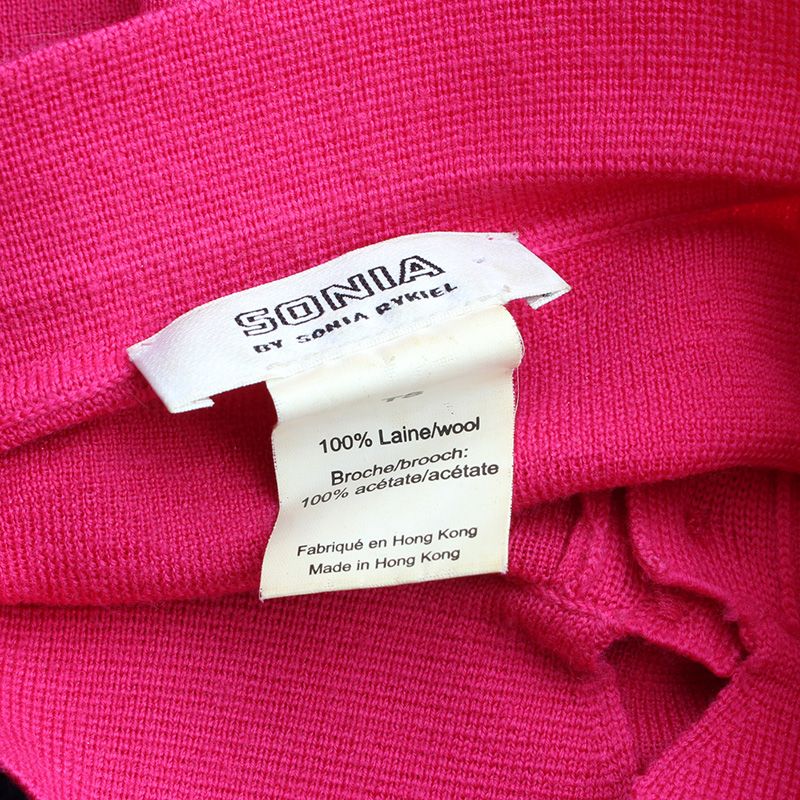 SONIA
BY SONIA RYKIEL
TS
100% Laine/wool
Broche/brooch:
100% acétate/acétate
Fabriqué en Hong Kong
Made in Hong Kong